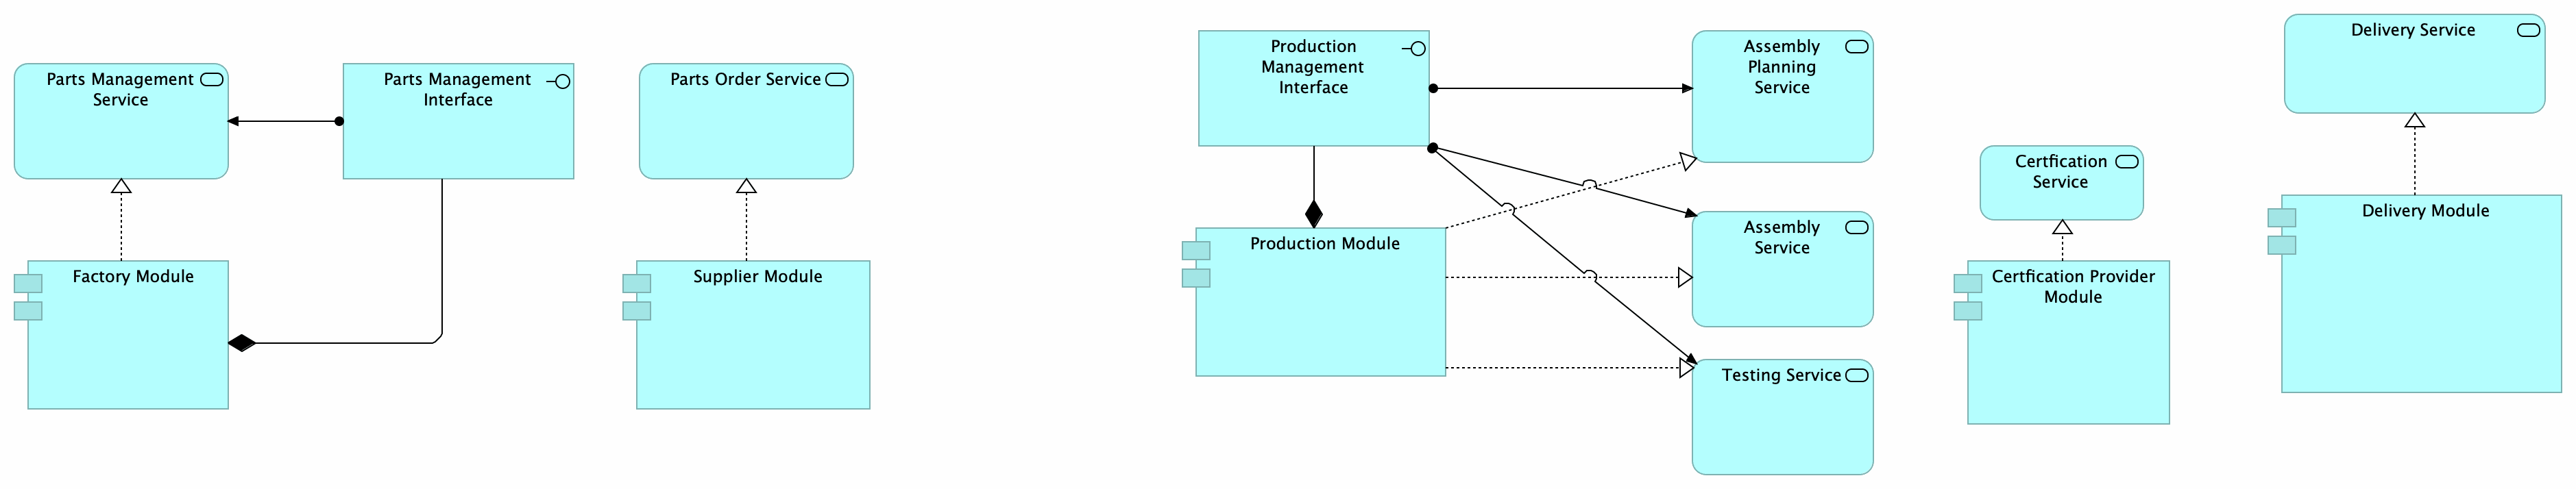 Parts Management
Service
Parts Management
Interface
Parts Order Service
Factory Module
Supplier Module
Production
Management
Interface
Assembly
Planning
Service
Production Module
Assembly
Service
Testing Service
Certfication
Service
Certfication Provider
Module
Delivery Service
Delivery Module